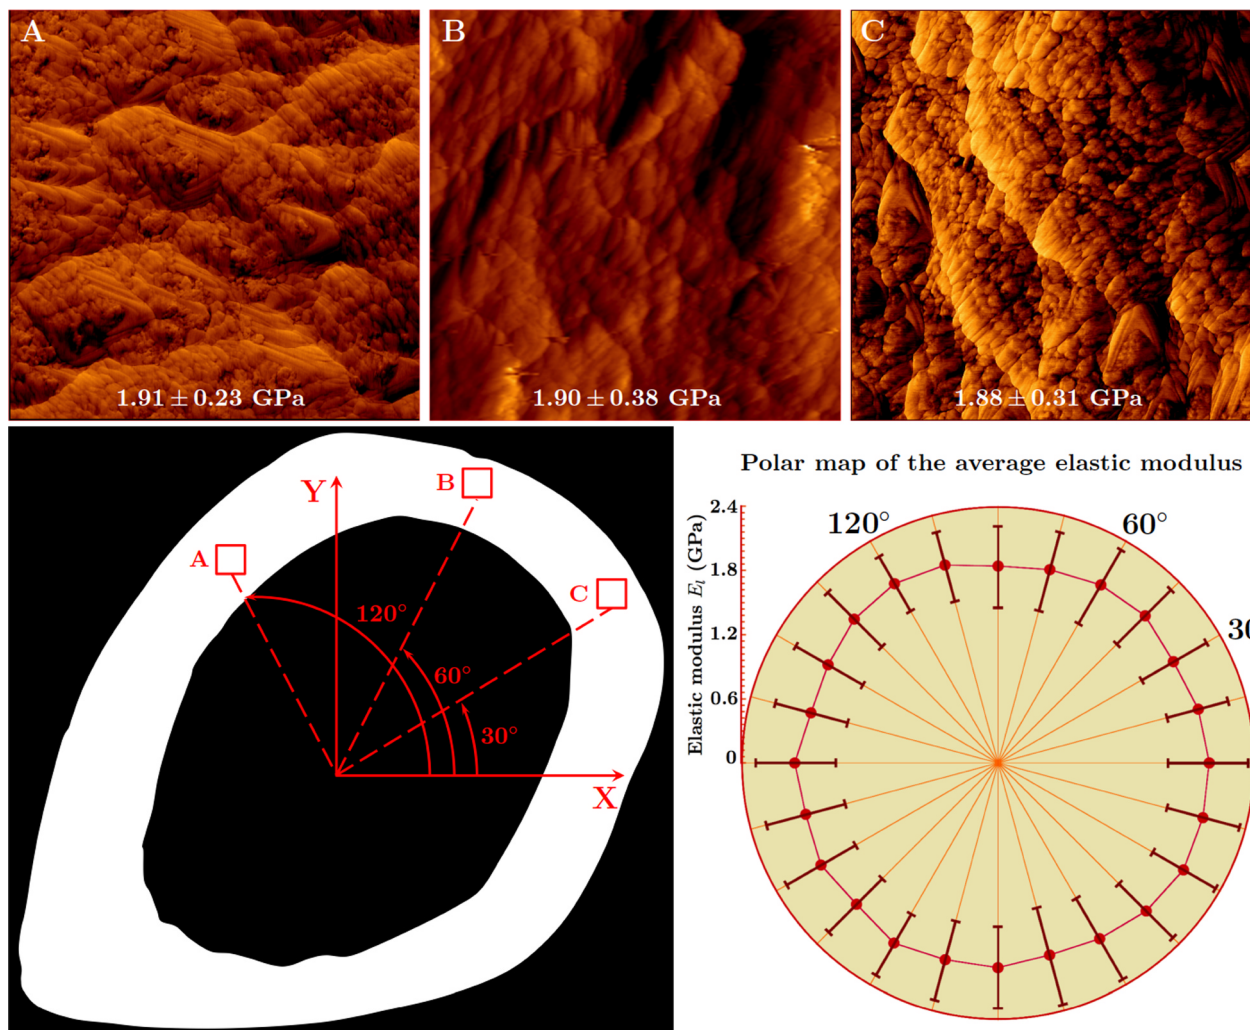 A
B
C
1.91 ± 0.23 GPa
1.90 ± 0.38 GPa
1.88 ± 0.31 GPa
Y
B
A
C
120°
60°
30°
X
Polar map of the average elastic modulus
Elastic modulus E_l (GPa)
2.4
1.8
1.2
0.6
0
120°
60°
30